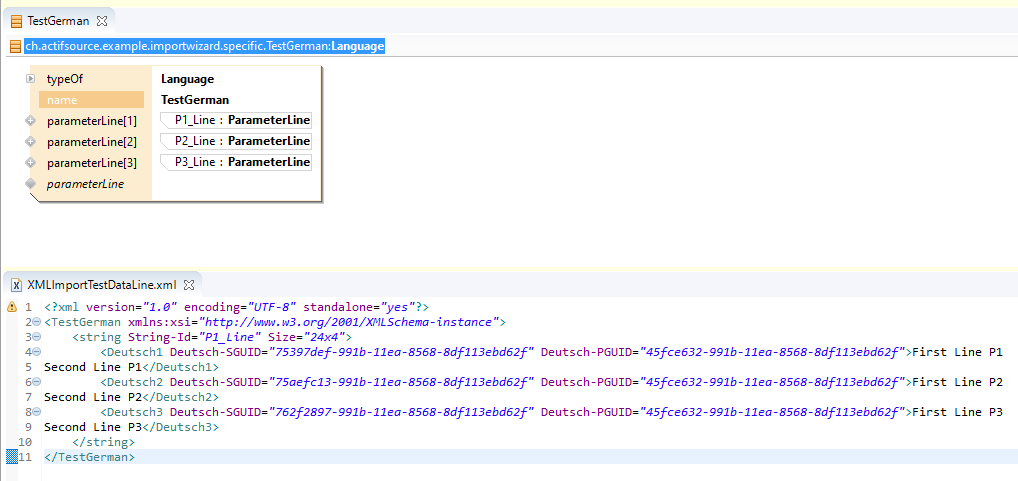 TestGerman
ch.actifsource.example.importwizard.specific.TestGerman:Language
typeOf Language
name TestGerman
parameterLine[1] P1_Line : ParameterLine
parameterLine[2] P2_Line : ParameterLine
parameterLine[3] P3_Line : ParameterLine
parameterLine
XMLImportTestDataLine.xml
1 <?xml version="1.0" encoding="UTF-8" standalone="yes"?>
2 <TestGerman xmlns:xsi="http://www.w3.org/2001/XMLSchema-instance">
3 <string String-Id="P1_Line" Size="24x4">
4 <Deutsch1 Deutsch-SGUID="75397def-991b-11ea-8568-8df113ebd62f" Deutsch-PGUID="45fce632-991b-11ea-8568-8df113ebd62f">First Line P1
5 Second Line P1</Deutsch1>
6 <Deutsch2 Deutsch-SGUID="75aefc13-991b-11ea-8568-8df113ebd62f" Deutsch-PGUID="45fce632-991b-11ea-8568-8df113ebd62f">First Line P2
7 Second Line P2</Deutsch2>
8 <Deutsch3 Deutsch-SGUID="762f2897-991b-11ea-8568-8df113ebd62f" Deutsch-PGUID="45fce632-991b-11ea-8568-8df113ebd62f">First Line P3
9 Second Line P3</Deutsch3>
10 </string>
11 </TestGerman>